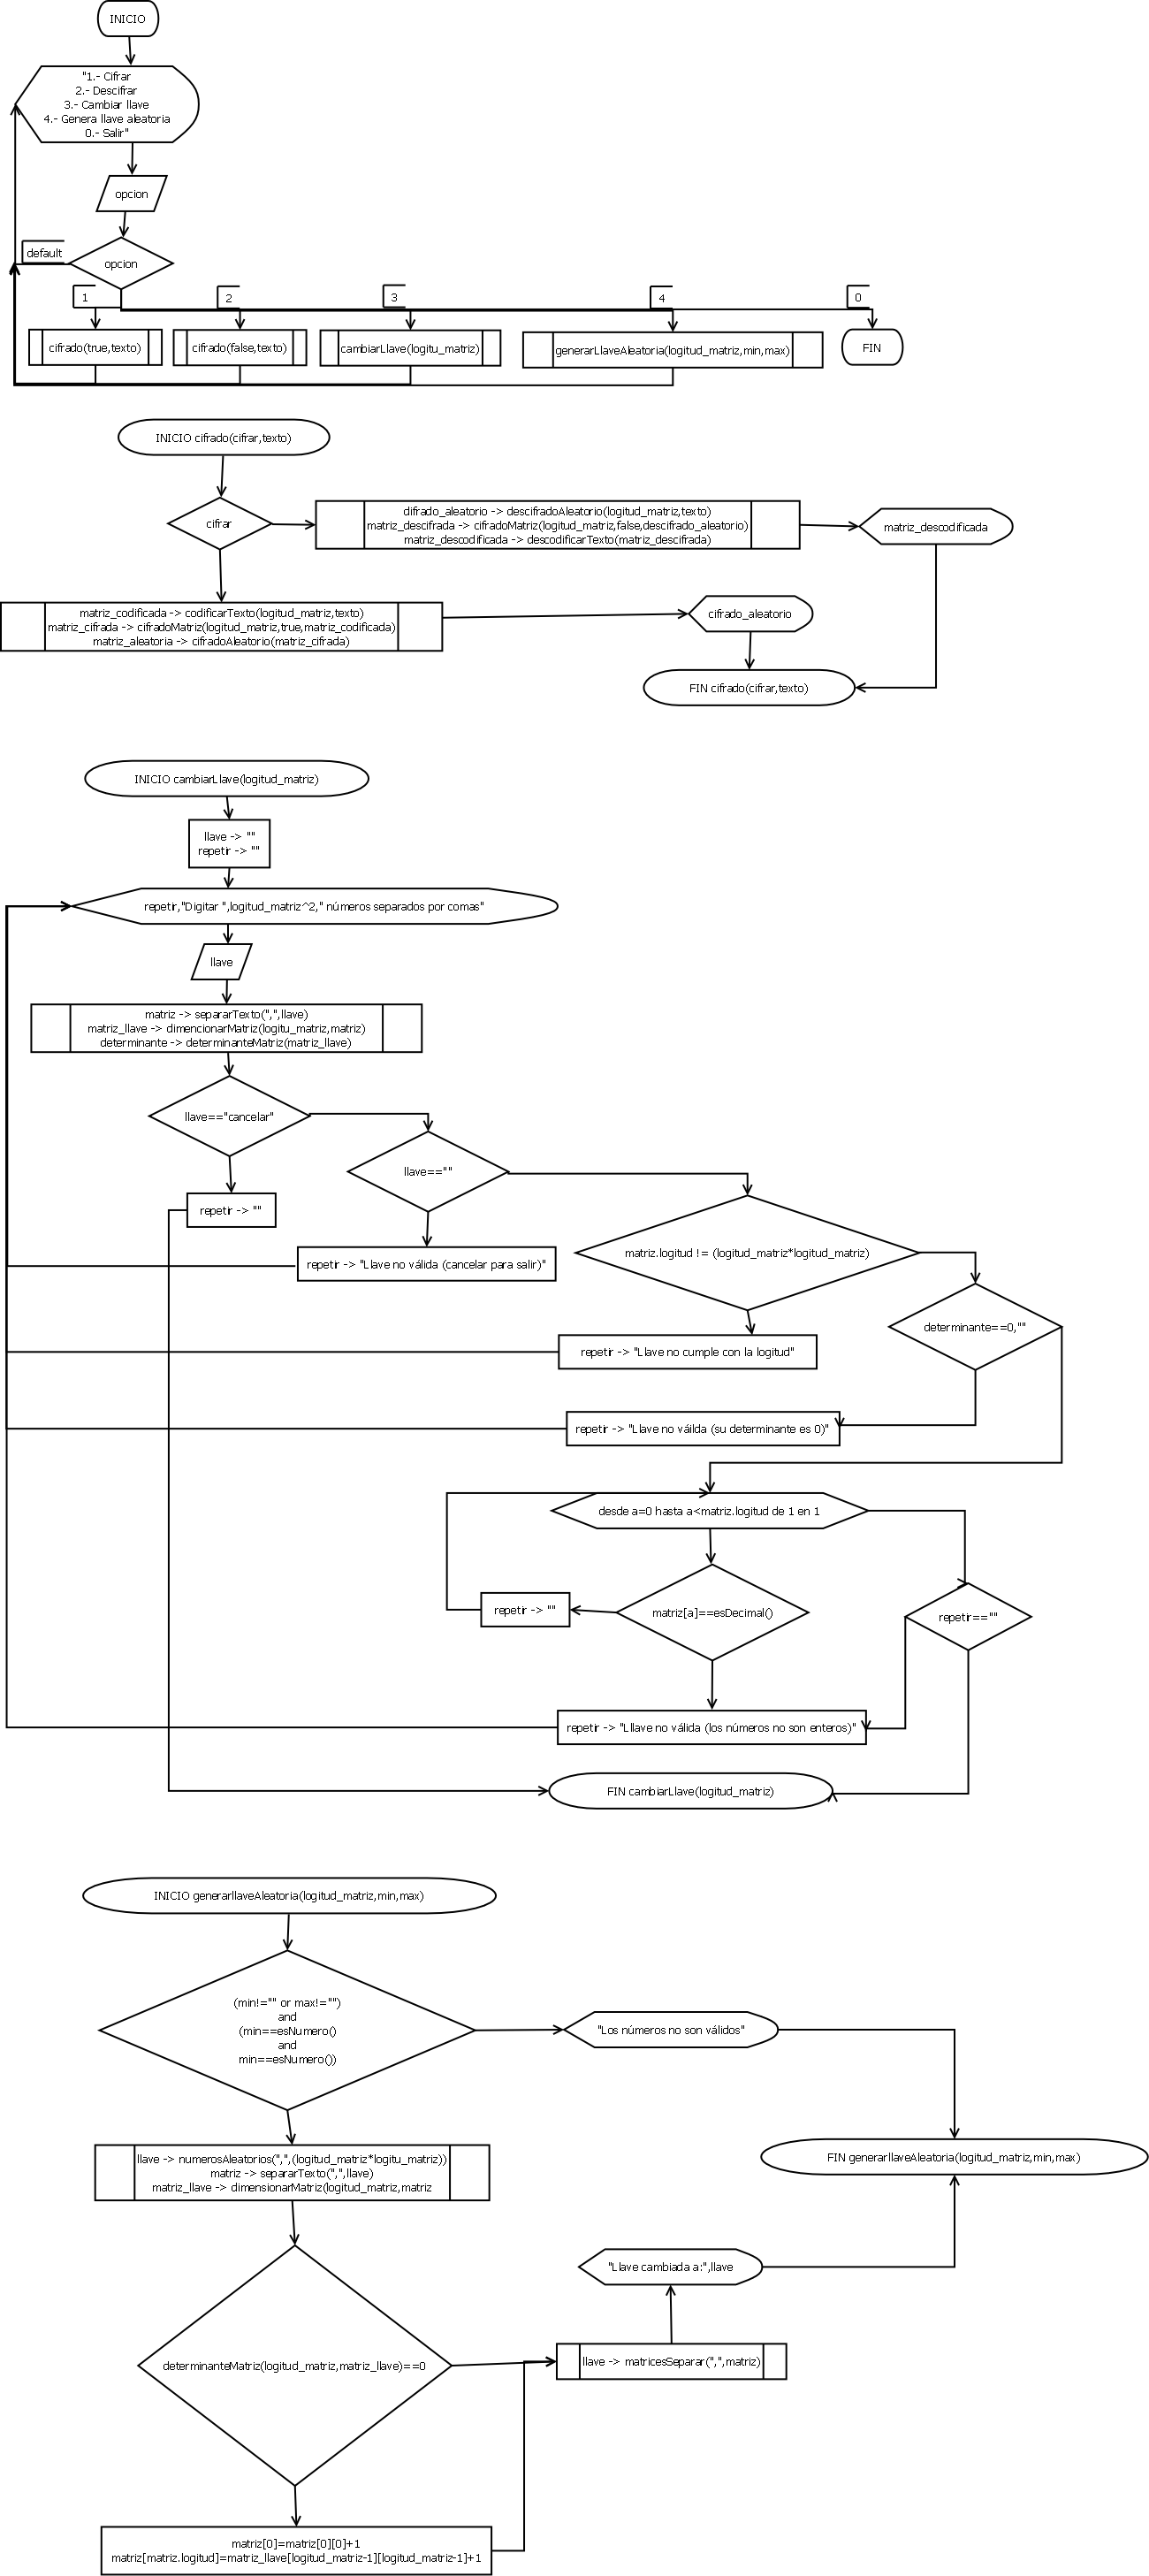 INICIO
"1.- Cifrar
2.- Descifrar
3.- Cambiar llave
4.- Genera llave aleatoria
0.- Salir"
opcion
default
opcion
1
2
3
4
0
cifrado(true,texto)
cifrado(false,texto)
cambiarLlave(logitu_matriz)
generarLlaveAleatoria(logitud_matriz,min,max)
FIN
INICIO cifrado(cifrar,texto)
cifrar
difrado_aleatorio -> descifradoAleatorio(logitud_matriz,texto)
matriz_descifrada -> cifradoMatriz(logitud_matriz,false,descifrado_aleatorio)
matriz_descodificada -> descodificarTexto(matriz_descifrada)
matriz_descodificada
matriz_codificada -> codificarTexto(logitud_matriz,texto)
matriz_cifrada -> cifradoMatriz(logitud_matriz,true,matriz_codificada)
matriz_aleatoria -> cifradoAleatorio(matriz_cifrada)
cifrado_aleatorio
FIN cifrado(cifrar,texto)
INICIO cambiarLlave(logitud_matriz)
llave -> ""
repetir -> ""
repetir,"Digitar ",logitud_matriz^2," números separados por comas"
llave
matriz -> separarTexto(",",llave)
matriz_llave -> dimencionarMatriz(logitu_matriz,matriz)
determinante -> determinanteMatriz(matriz_llave)
llave=="cancelar"
llave==""
repetir -> ""
repetir -> "Llave no válida (cancelar para salir)"
matriz.logitud != (logitud_matriz*logitud_matriz)
determinante==0,""
repetir -> "Llave no cumple con la logitud"
repetir -> "Llave no váilda (su determinante es 0)"
desde a=0 hasta a<matriz.logitud de 1 en 1
repetir -> ""
matriz[a]==esDecimal()
repetir==""
repetir -> "Lllave no válida (los números no son enteros)"
FIN cambiarLlave(logitud_matriz)
INICIO generarllaveAleatoria(logitud_matriz,min,max)
(min!="" or max!="")
and
(min==esNumero()
and
min==esNumero())
"Los números no son válidos"
FIN generarllaveAleatoria(logitud_matriz,min,max)
llave -> numerosAleatorios(",",(logitud_matriz*logitu_matriz))
matriz -> separarTexto(",",llave)
matriz_llave -> dimensionarMatriz(logitud_matriz,matriz
"Llave cambiada a:",llave
determinanteMatriz(logitud_matriz,matriz_llave)==0
llave -> matricesSeparar(",",matriz)
matriz[0]=matriz[0][0]+1
matriz[matriz.logitud]=matriz_llave[logitud_matriz-1][logitud_matriz-1]+1